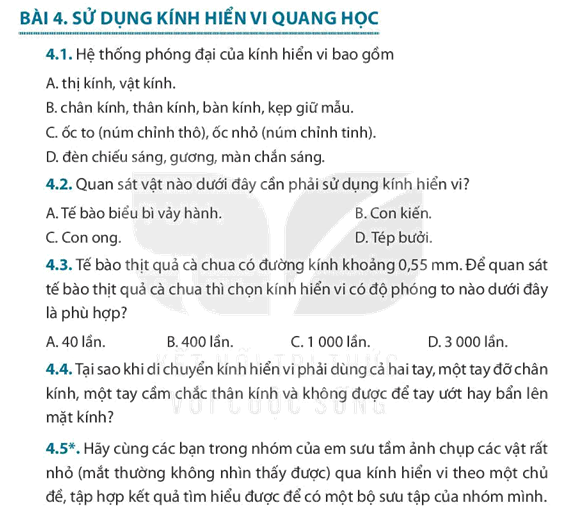 BÀI 4. SỬ DỤNG KÍNH HIỂN VI QUANG HỌC
4.1. Hệ thống phóng đại của kính hiển vi bao gồm
A. thị kính, vật kính.
B. chân kính, thân kính, bàn kính, kẹp giữ mẫu.
C. ốc to (núm chỉnh thô), ốc nhỏ (núm chỉnh tinh).
D. đèn chiếu sáng, gương, màn chắn sáng.
4.2. Quan sát vật nào dưới đây cần phải sử dụng kính hiển vi?
A. Tế bào biểu bì vảy hành. B. Con kiến.
C. Con ong. D. Tép bưởi.
4.3. Tế bào thịt quả cà chua có đường kính khoảng 0,55 mm. Để quan sát
tế bào thịt quả cà chua thì chọn kính hiển vi có độ phóng to nào dưới đây
là phù hợp?
A. 40 lần. B. 400 lần. C. 1 000 lần. D. 3 000 lần.
KẾT NỐI TRI THỨC
4.4. Tại sao khi di chuyển kính hiển vi phải dùng cả hai tay, một tay đỡ chân
kính, một tay cầm chắc thân kính và không được để tay ướt hay bẩn lên
mặt kính?
VỚI CUỘC SỐNG
4.5*. Hãy cùng các bạn trong nhóm của em sưu tầm ảnh chụp các vật rất
nhỏ (mắt thường không nhìn thấy được) qua kính hiển vi theo một chủ
đề, tập hợp kết quả tìm hiểu được để có một bộ sưu tập của nhóm mình.